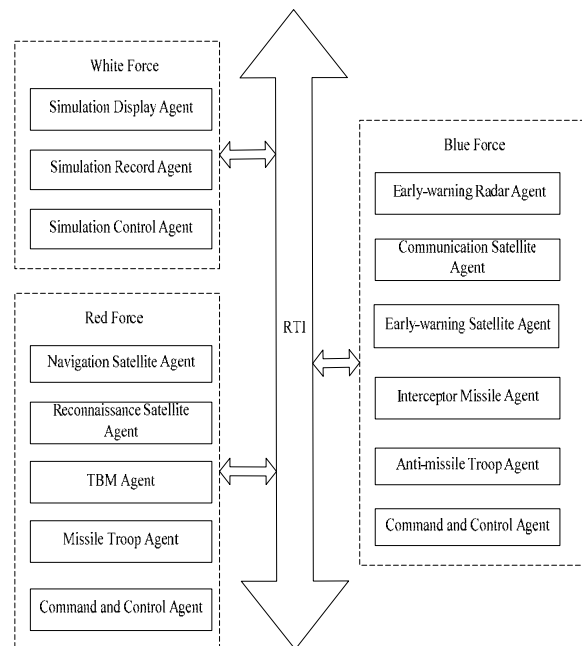 White Force
Simulation Display Agent
Simulation Record Agent
Simulation Control Agent
Red Force
Navigation Satellite Agent
Reconnaissance Satellite
Agent
TBM Agent
Missile Troop Agent
Command and Control Agent
RTI
Blue Force
Early-warning Radar Agent
Communication Satellite
Agent
Early-warning Satellite Agent
Interceptor Missile Agent
Anti-missile Troop Agent
Command and Control Agent